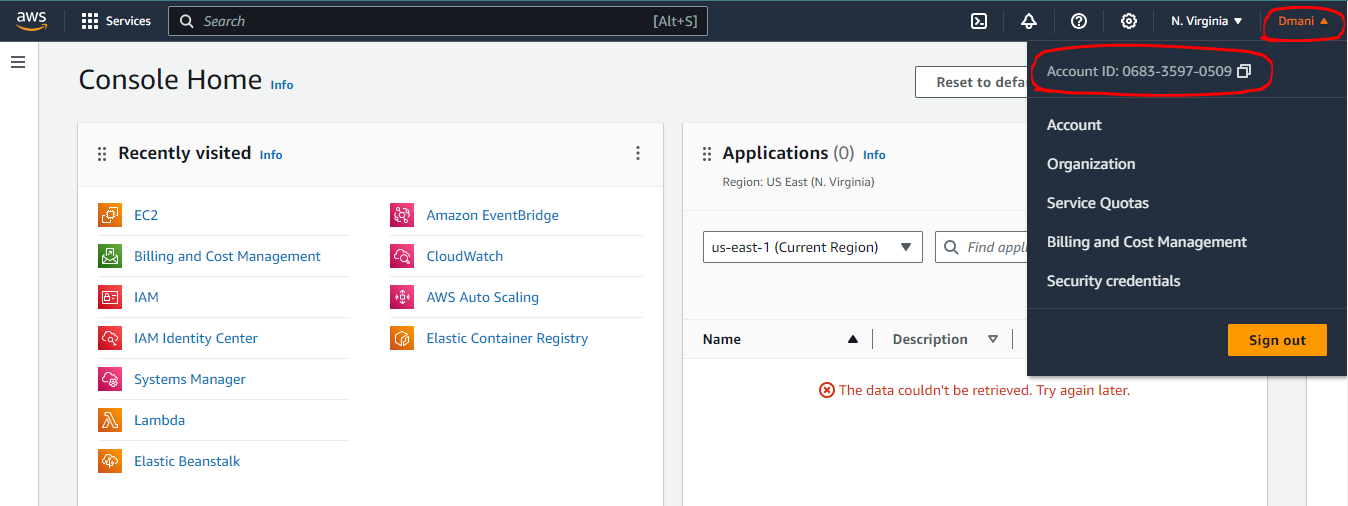 aws
Services
Search
[Alt+S]
N. Virginia
Dmani
Console Home Info
Reset to defau
Account ID: 0683-3597-0509
Account
Organization
Service Quotas
Billing and Cost Management
Security credentials
Sign out
Recently visited Info
EC2
Billing and Cost Management
IAM
IAM Identity Center
Systems Manager
Lambda
Elastic Beanstalk
Amazon EventBridge
CloudWatch
AWS Auto Scaling
Elastic Container Registry
Applications (0) Info
Region: US East (N. Virginia)
us-east-1 (Current Region)
Find appli
Name
Description
The data couldn't be retrieved. Try again later.